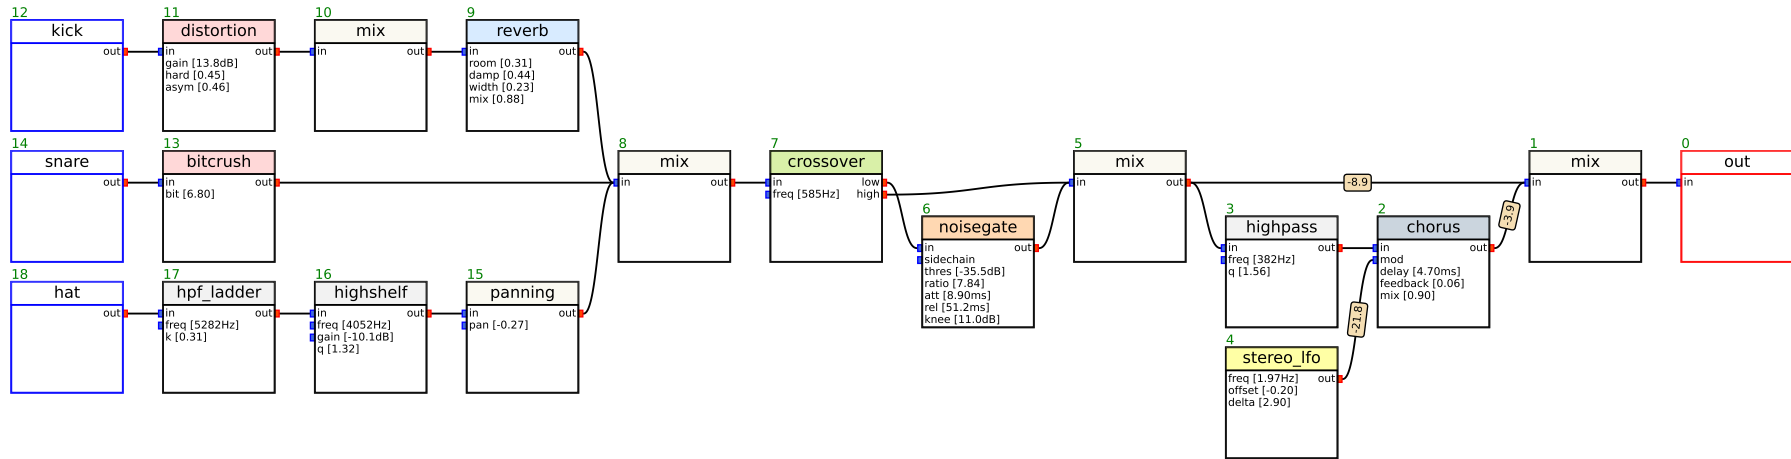 12
kick
out
11
distortion
in out
gain [13.8dB]
hard [0.45]
asym [0.46]
10
mix
in out
9
reverb
in out
room [0.31]
damp [0.44]
width [0.23]
mix [0.88]
14
snare
out
13
bitcrush
in out
bit [6.80]
8
mix
in out
7
crossover
in low
freq [585Hz] high
6
noisegate
in out
sidechain
thres [-35.5dB]
ratio [7.84]
att [8.90ms]
rel [51.2ms]
knee [11.0dB]
5
mix
in out
-8.9
3
highpass
in out
freq [382Hz]
q [1.56]
2
chorus
in out
mod
delay [4.70ms]
feedback [0.06]
mix [0.90]
-3.9
1
mix
in out
0
out
in
18
hat
out
17
hpf_ladder
in out
freq [5282Hz]
k [0.31]
16
highshelf
in out
freq [4052Hz]
gain [-10.1dB]
q [1.32]
15
panning
in out
pan [-0.27]
-21.8
4
stereo_lfo
freq [1.97Hz] out
offset [-0.20]
delta [2.90]